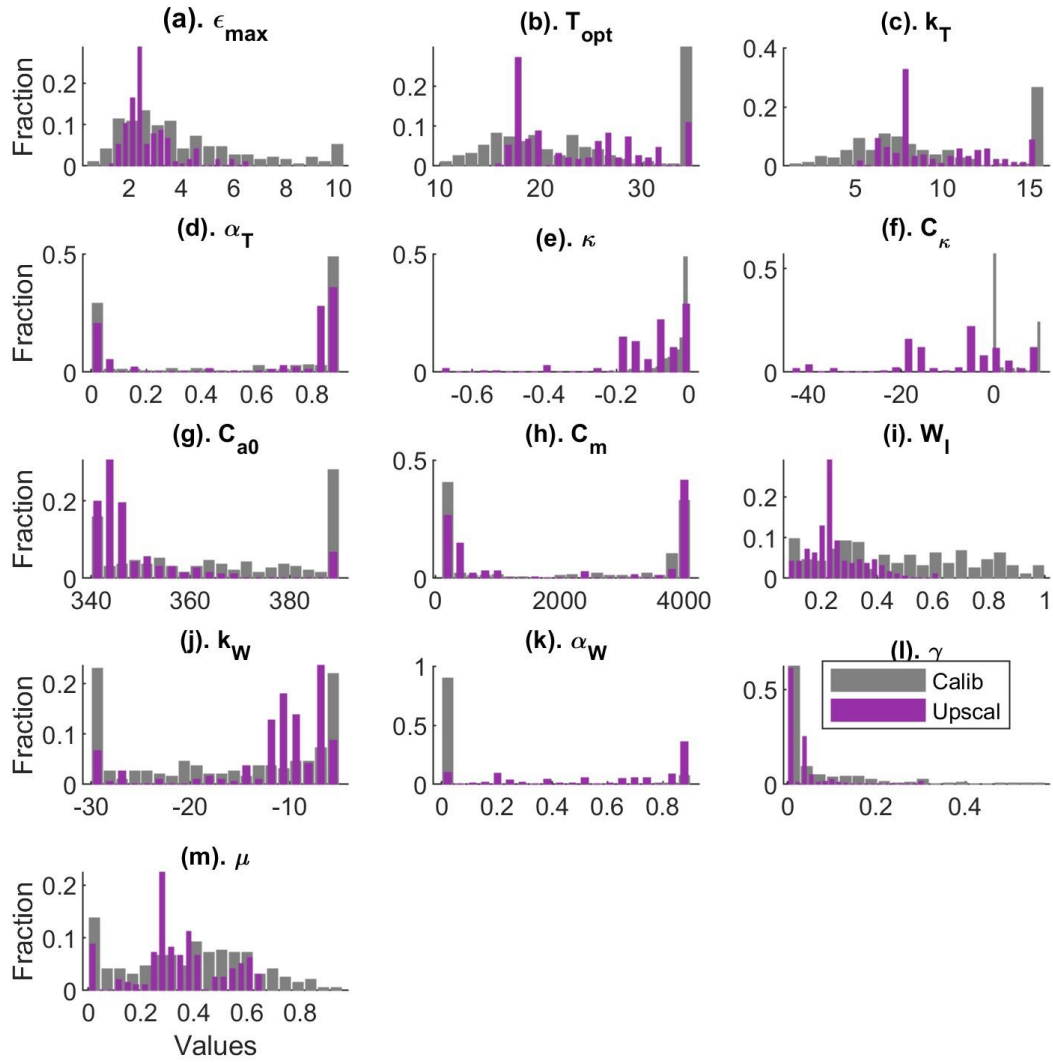 (a). ϵmax
(b). Topt
(c). kT
Fraction
0.2
0.1
0
2 4 6 8 10
0.2
0.1
0
10 20 30
0.4
0.2
0
5 10 15
(d). αT
(e). κ
(f). Cκ
Fraction
0.5
0
0 0.2 0.4 0.6 0.8
0.5
0
-0.6 -0.4 -0.2 0
0.5
0
-40 -20 0
(g). Ca0
(h). Cm
(i). WI
Fraction
0.2
0
340 360 380
0.5
0
0 2000 4000
0.2
0.1
0
0.2 0.4 0.6 0.8 1
(j). kW
(k). αW
(l). γ
Fraction
0.2
0.1
0
-30 -20 -10
1
0.5
0
0 0.2 0.4 0.6 0.8
0.5
0
0 0.2 0.4
Calib
Upscal
(m). μ
Fraction
0.2
0.1
0
0 0.2 0.4 0.6 0.8
Values